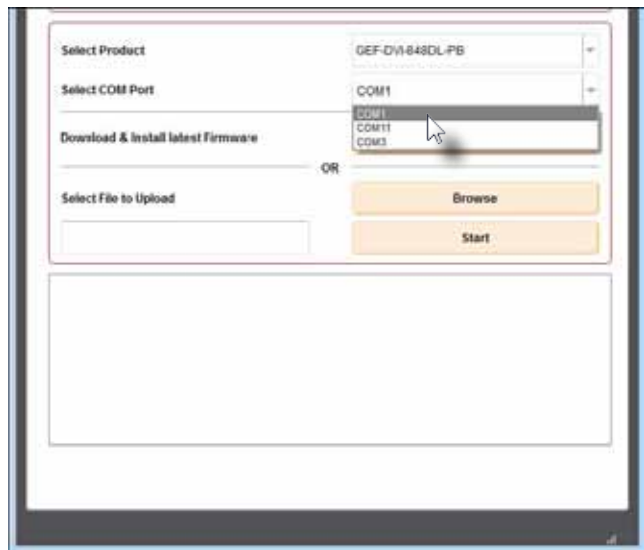 Select Product
GEF-DVI-848DL-PB
Select COM Port
COM1
COM1
COM11
COM3
Download & Install latest Firmware
OR
Select File to Upload
Browse
Start